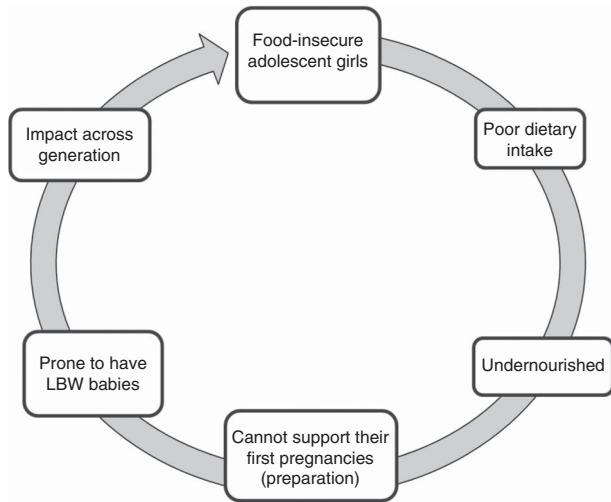 Food-insecure
adolescent girls
Poor dietary
intake
Undernourished
Cannot support their
first pregnancies
(preparation)
Prone to have
LBW babies
Impact across
generation